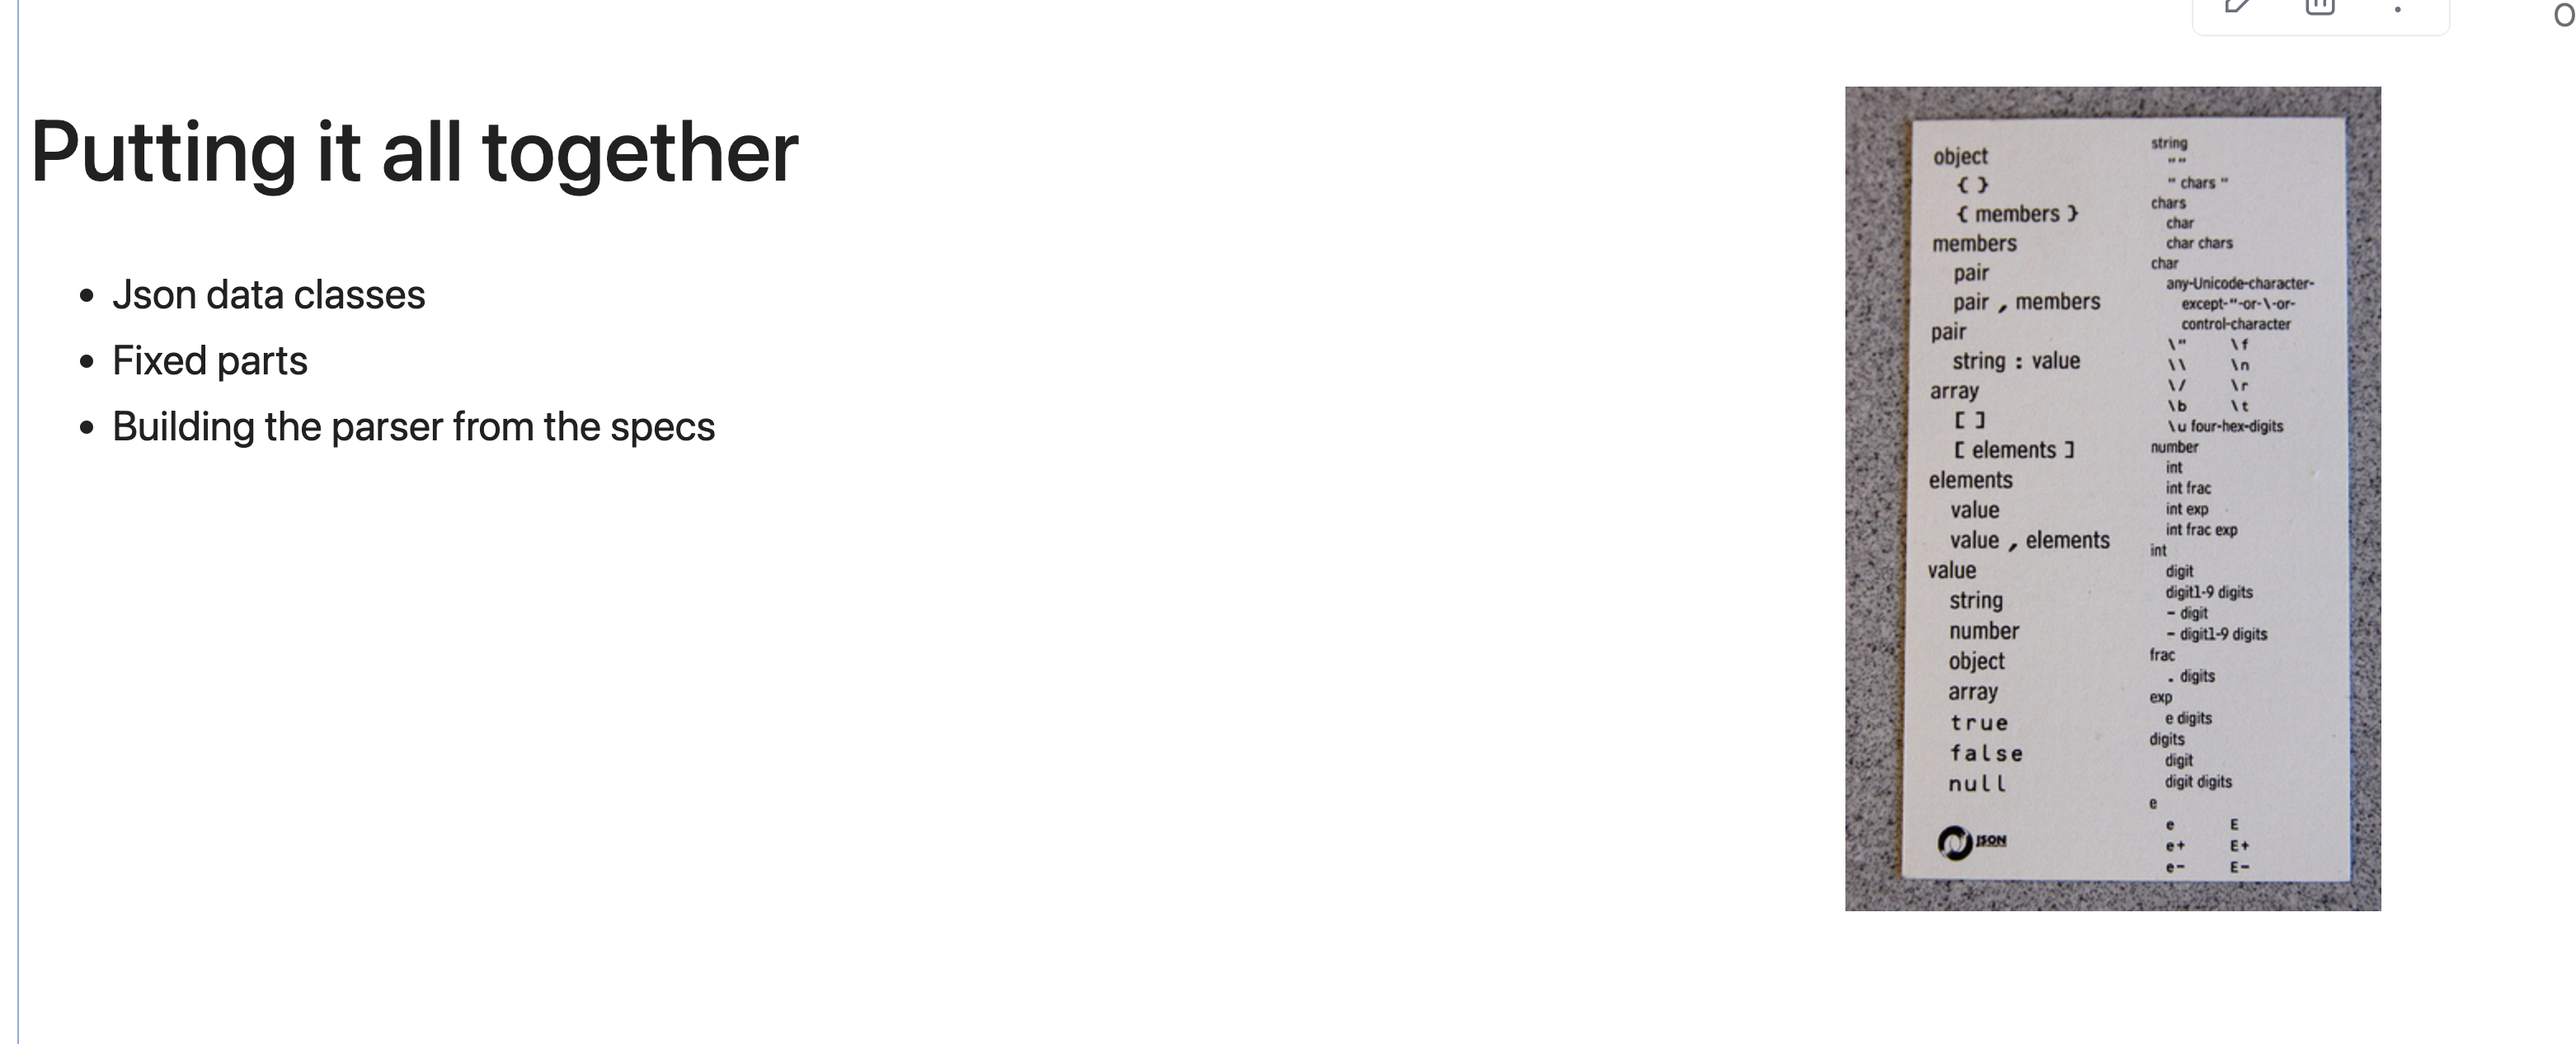 Putting it all together
Json data classes
Fixed parts
Building the parser from the specs
object
{ }
{ members }
members
pair
pair , members
pair
string : value
array
[ ]
[ elements ]
elements
value
value , elements
value
string
number
object
array
true
false
null
JSON
string
""
" chars "
chars
char
char chars
char
any-Unicode-character-
except-"-or-\-or-
control-character
\" \f
\\ \n
\/ \r
\b \t
\u four-hex-digits
number
int
int frac
int exp
int frac exp
int
digit
digit1-9 digits
- digit
- digit1-9 digits
frac
. digits
exp
e digits
digits
digit
digit digits
e
e E
e+ E+
e- E-